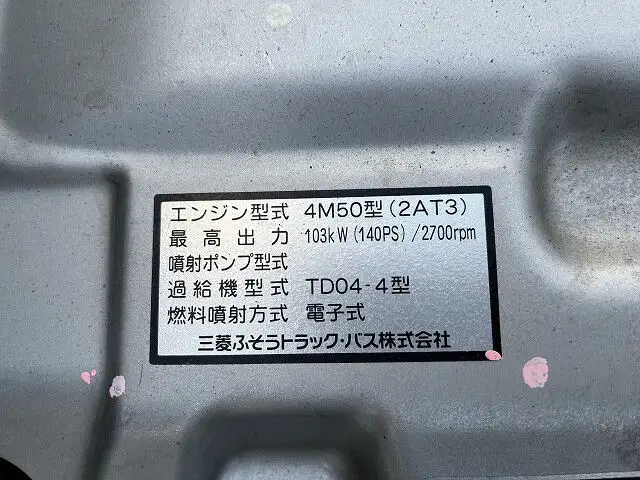 エンジン型式 4M50型(2AT3)
最高出力 103kW(140PS)/2700rpm
噴射ポンプ型式
過給機型式 TD04-4型
燃料噴射方式 電子式
三菱ふそうトラック・バス株式会社